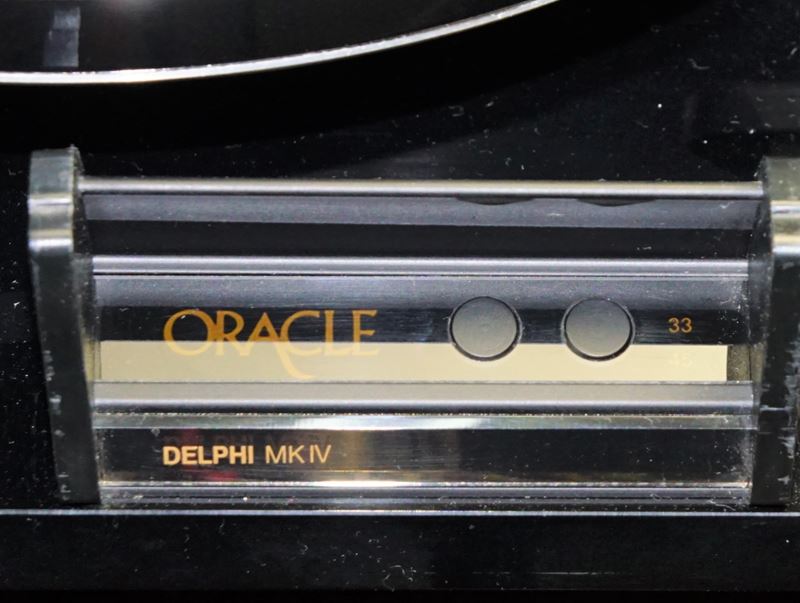 ORACLE
33
45
DELPHI MK IV